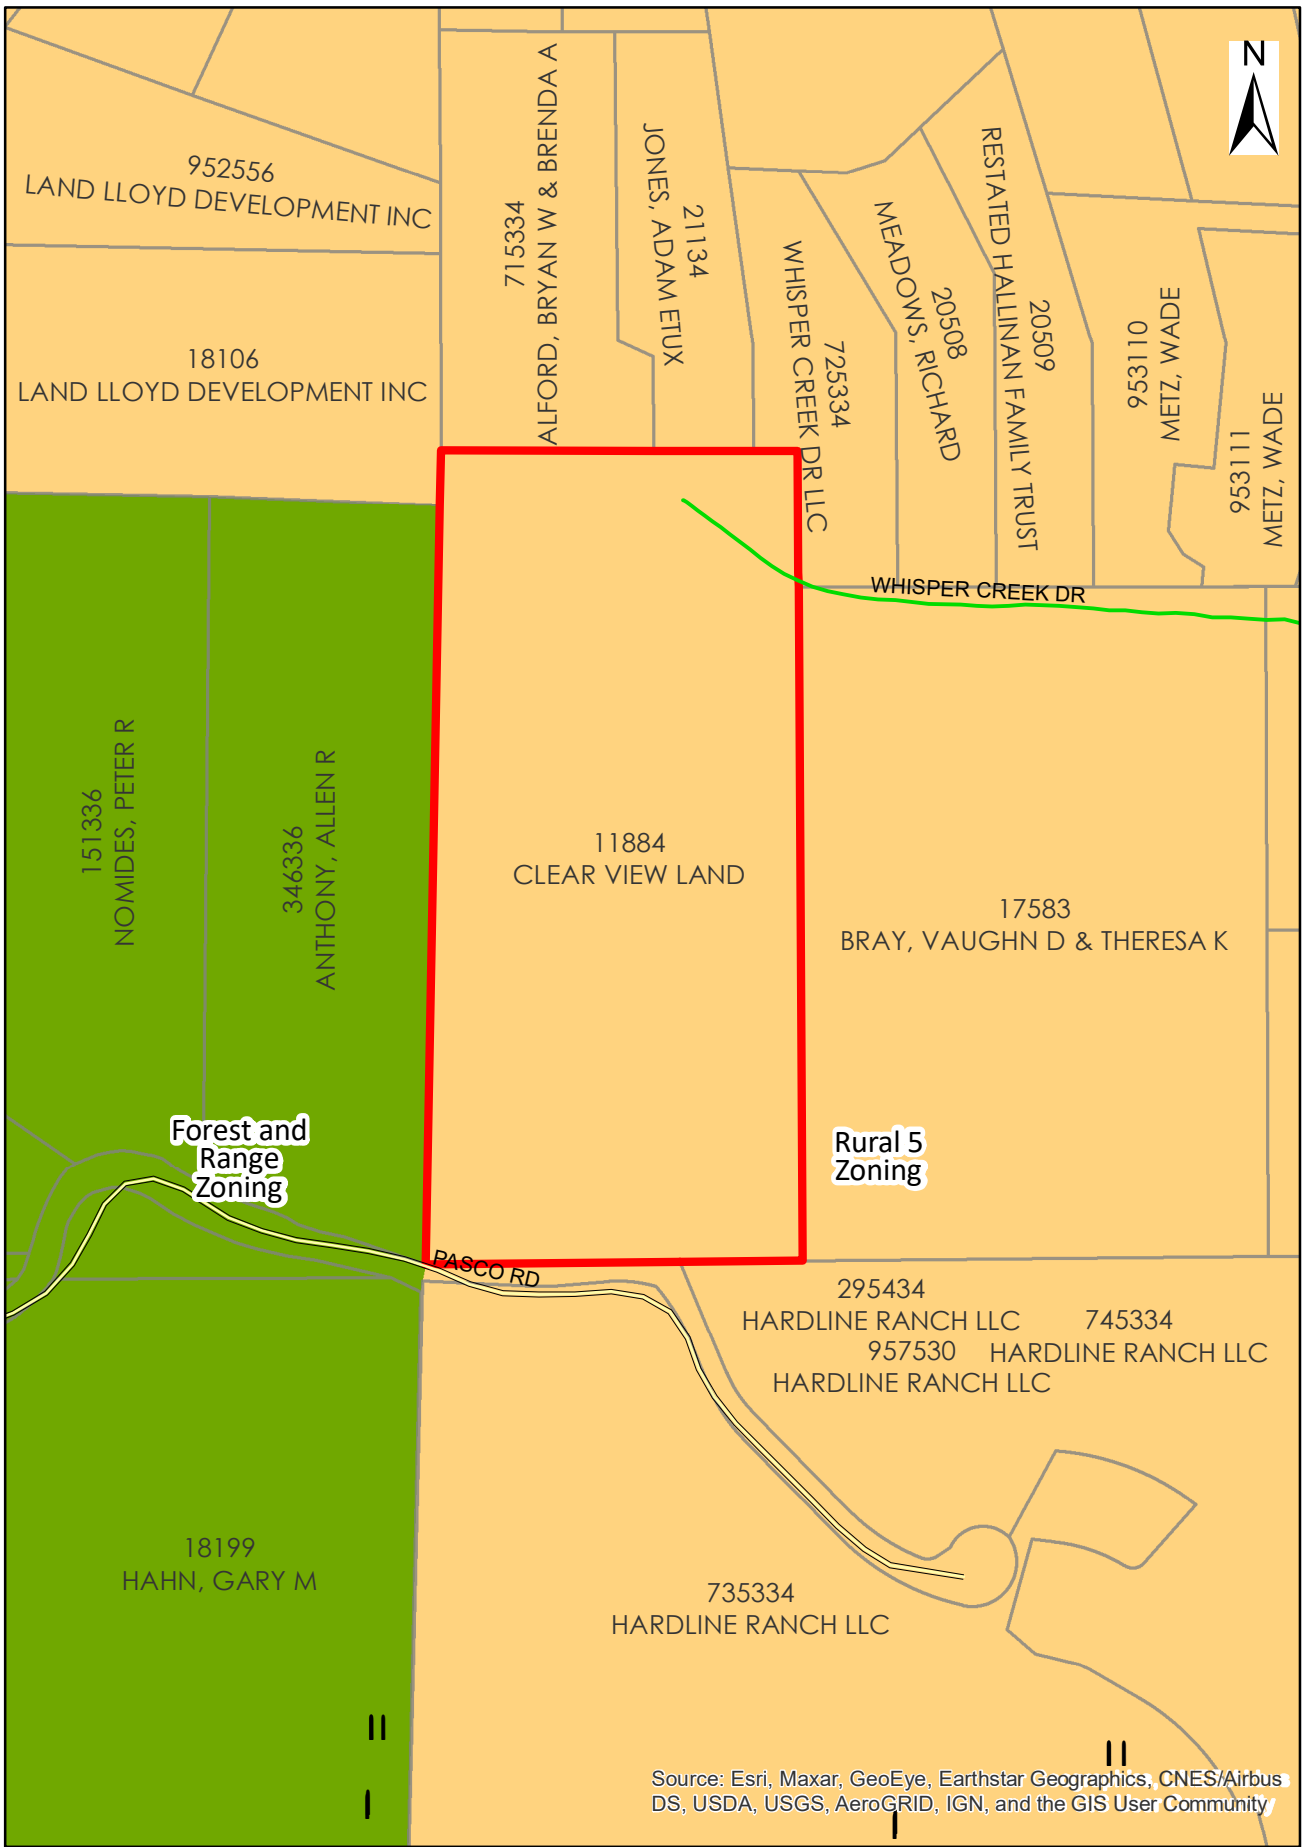 N
952556
LAND LLOYD DEVELOPMENT INC
18106
LAND LLOYD DEVELOPMENT INC
715334
ALFORD, BRYAN W & BRENDA A
21134
JONES, ADAM ETUX
725334
WHISPER CREEK DR LLC
20508
MEADOWS, RICHARD
20509
RESTATED HALLINAN FAMILY TRUST
953110
METZ, WADE
953111
METZ, WADE
WHISPER CREEK DR
151336
NOMIDES, PETER R
346336
ANTHONY, ALLEN R
11884
CLEAR VIEW LAND
17583
BRAY, VAUGHN D & THERESA K
Forest and
Range
Zoning
Rural 5
Zoning
PASCO RD
295434
HARDLINE RANCH LLC
957530
HARDLINE RANCH LLC
745334
HARDLINE RANCH LLC
18199
HAHN, GARY M
735334
HARDLINE RANCH LLC
Source: Esri, Maxar, GeoEye, Earthstar Geographics, CNES/Airbus
DS, USDA, USGS, AeroGRID, IGN, and the GIS User Community